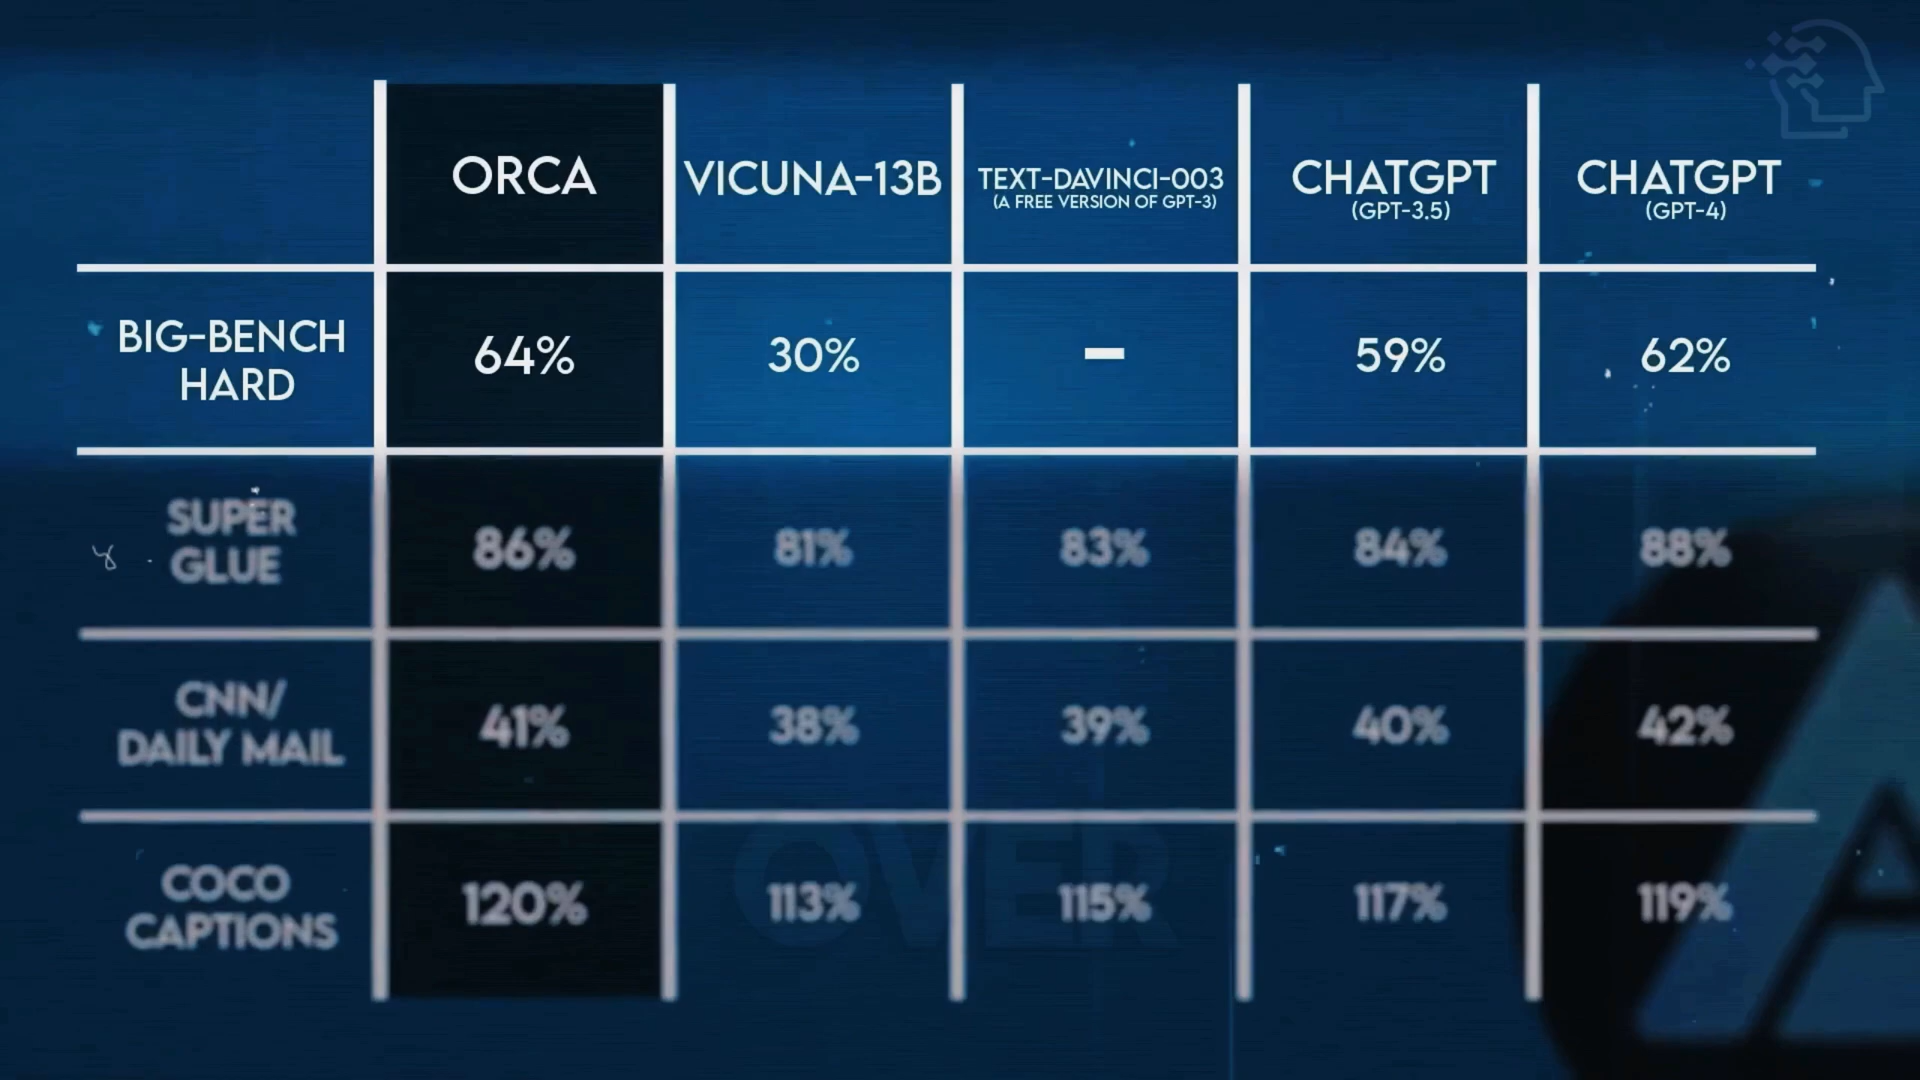 ORCA
VICUNA-13B
TEXT-DAVINCI-003
(A FREE VERSION OF GPT-3)
CHATGPT
(GPT-3.5)
CHATGPT
(GPT-4)
BIG-BENCH
HARD
64%
30%
–
59%
62%
SUPER
GLUE
86%
81%
83%
84%
88%
CNN/
DAILY MAIL
41%
38%
39%
40%
42%
COCO
CAPTIONS
120%
113%
115%
117%
119%
OVER